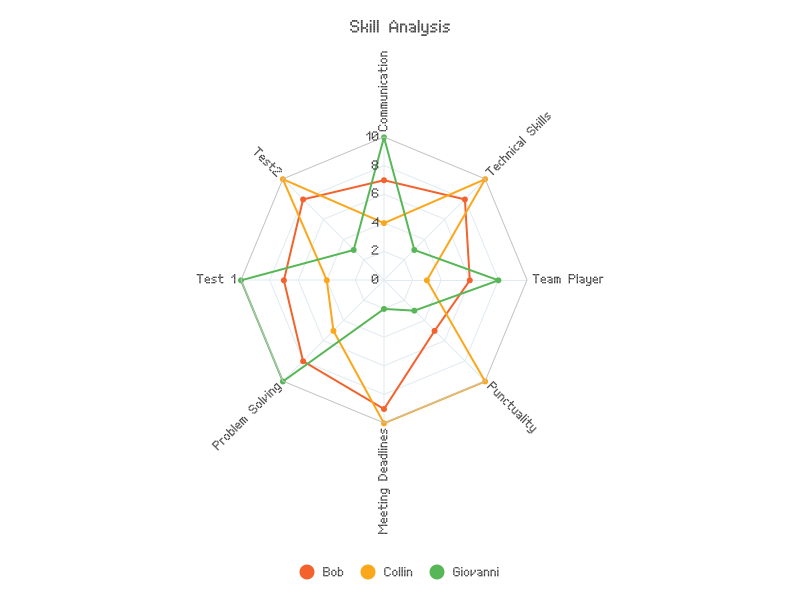 Skill Analysis
Communication
Technical Skills
Team Player
Punctuality
Meeting Deadlines
Problem Solving
Test 1
Test2
10
8
6
4
2
0
Bob Collin Giovanni